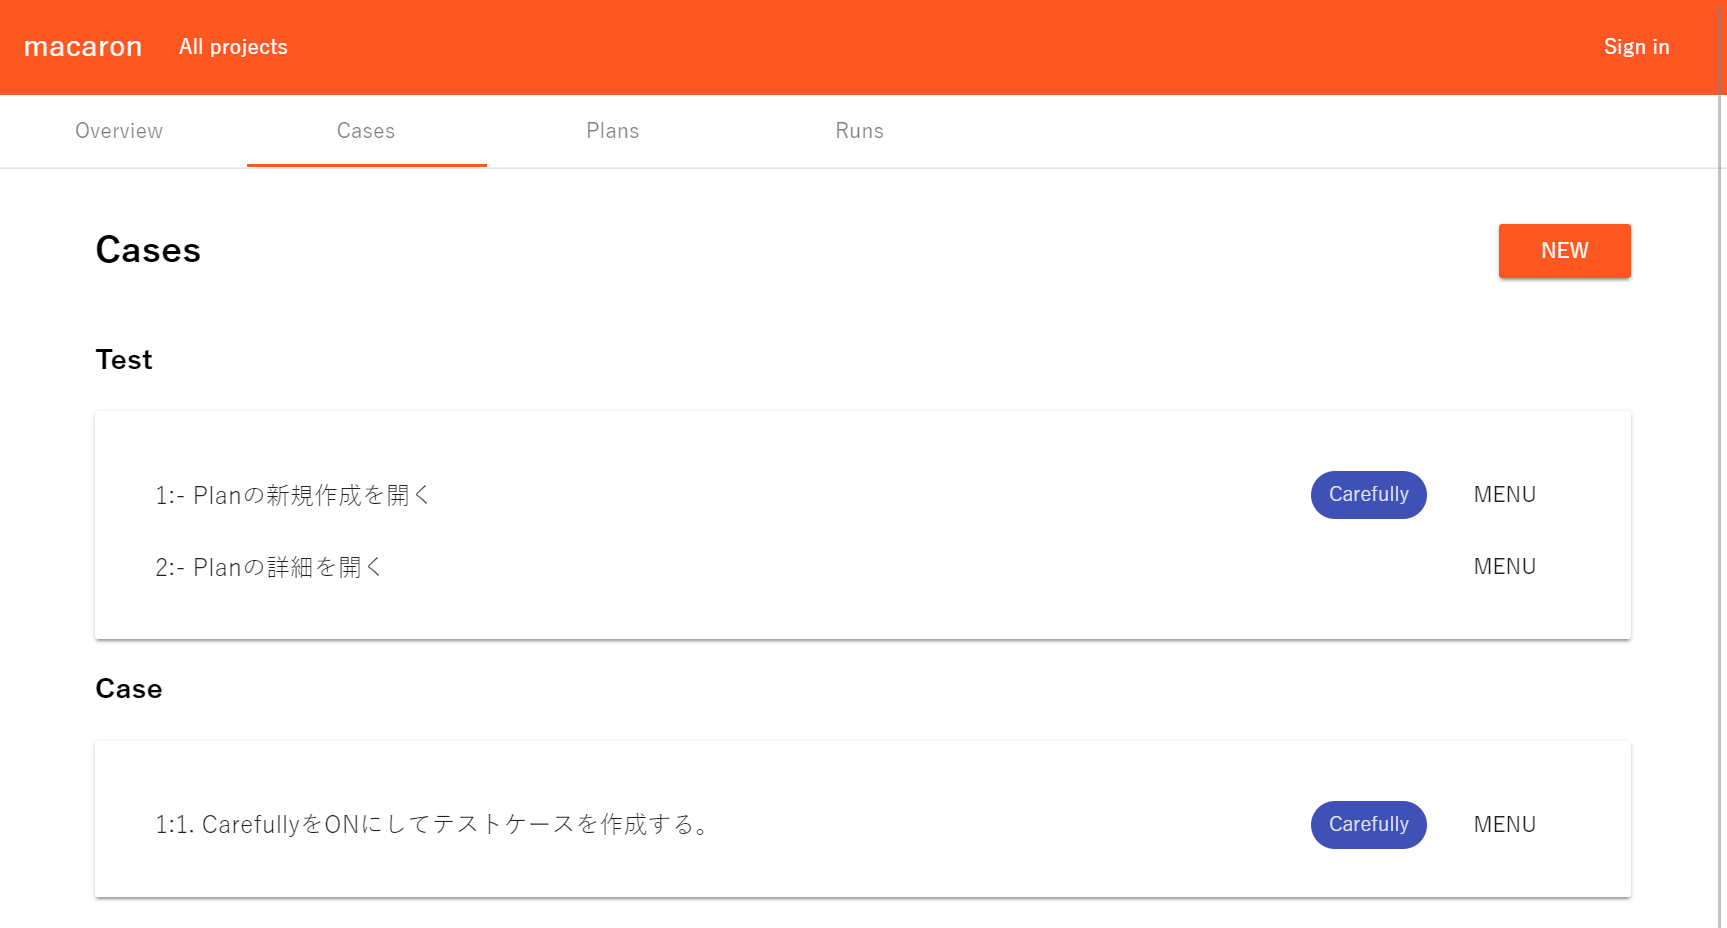 macaron All projects Sign in
Overview Cases Plans Runs
Cases NEW
Test
1:- Planの新規作成を開く Carefully MENU
2:- Planの詳細を開く MENU
Case
1:1. CarefullyをONにしてテストケースを作成する。 Carefully MENU